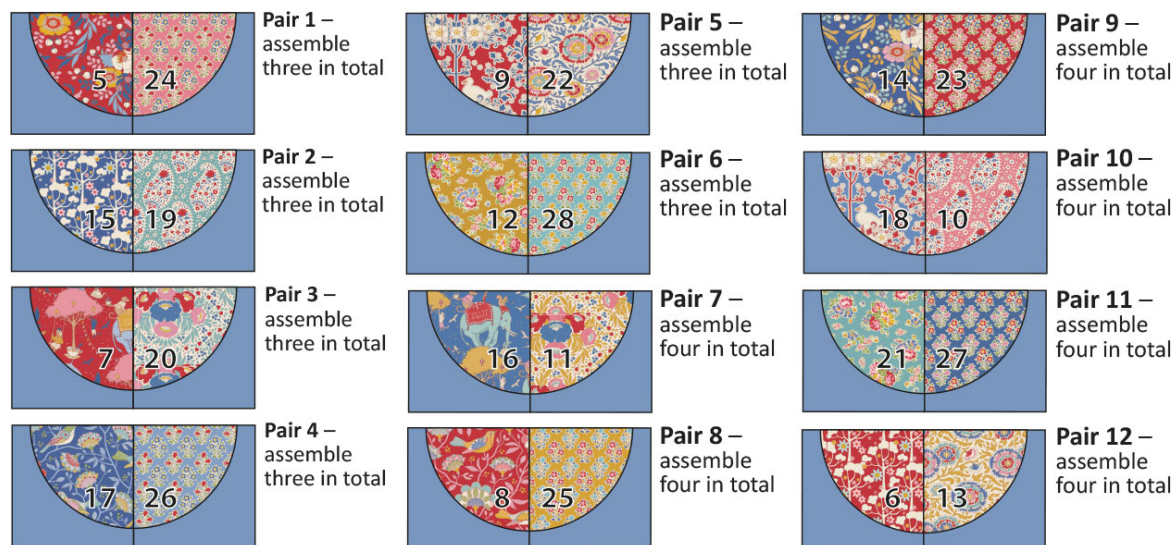 5 24
Pair 1 –
assemble
three in total
15 19
Pair 2 –
assemble
three in total
7 20
Pair 3 –
assemble
three in total
17 26
Pair 4 –
assemble
three in total
9 22
Pair 5 –
assemble
three in total
12 28
Pair 6 –
assemble
three in total
16 11
Pair 7 –
assemble
four in total
8 25
Pair 8 –
assemble
four in total
14 23
Pair 9 –
assemble
four in total
18 10
Pair 10 –
assemble
four in total
21 27
Pair 11 –
assemble
four in total
6 13
Pair 12 –
assemble
four in total